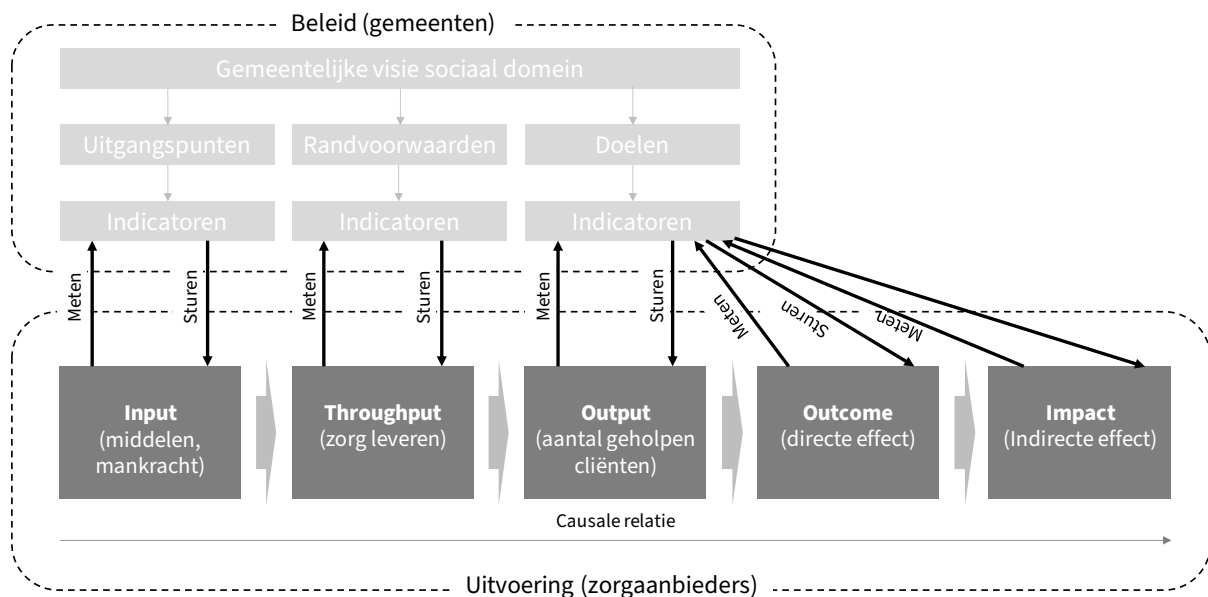 Beleid (gemeenten)
Gemeentelijke visie sociaal domein
Uitgangspunten
Randvoorwaarden
Doelen
Indicatoren
Indicatoren
Indicatoren
Meten
Sturen
Meten
Sturen
Meten
Sturen
Meten
Sturen
Meten.
Input
(middelen,
mankracht)
Throughput
(zorg leveren)
Output
(aantal geholpen
cliënten)
Outcome
(directe effect)
Impact
(Indirecte effect)
Causale relatie
Uitvoering (zorgaanbieders)